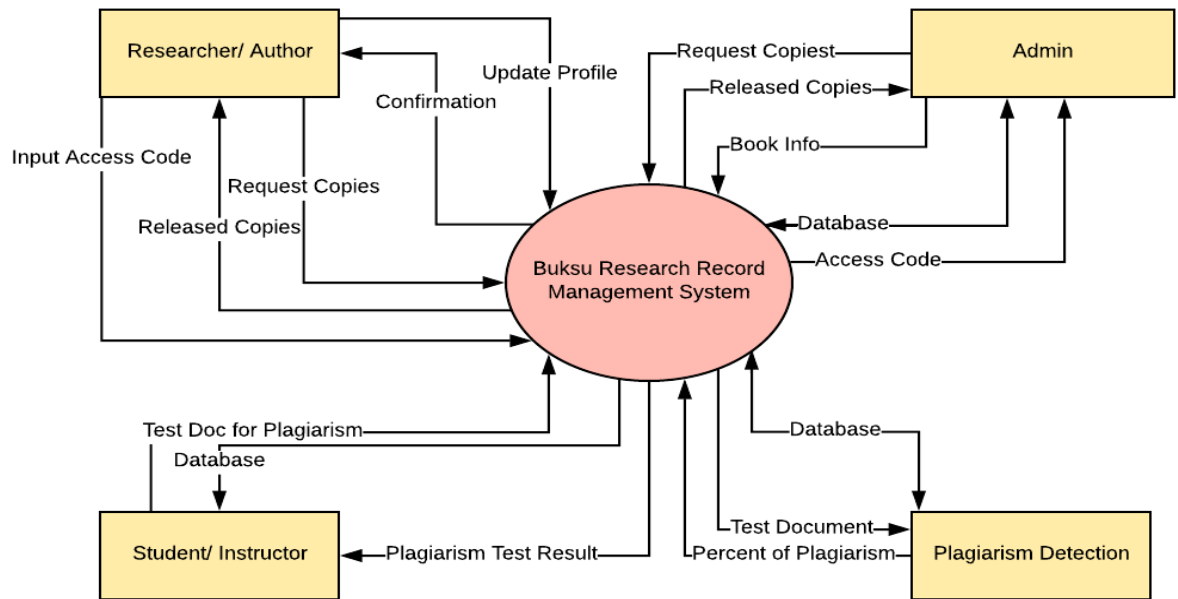 Researcher/ Author
Request Copiest
Admin
Update Profile
Released Copies
Confirmation
Book Info
Input Access Code
Request Copies
Released Copies
Database
Access Code
Buksu Research Record
Management System
Test Doc for Plagiarism
Database
Database
Test Document
Student/ Instructor
Plagiarism Test Result
Percent of Plagiarism
Plagiarism Detection